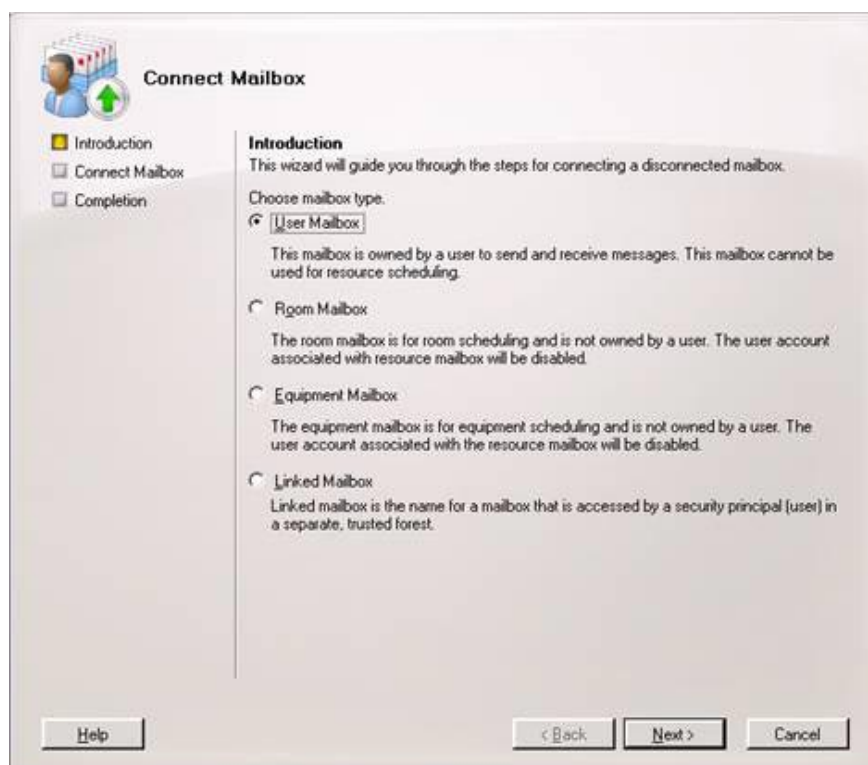 Connect Mailbox
Introduction
Connect Mailbox
Completion
Introduction
This wizard will guide you through the steps for connecting a disconnected mailbox.
Choose mailbox type.
User Mailbox
This mailbox is owned by a user to send and receive messages. This mailbox cannot be
used for resource scheduling.
Room Mailbox
The room mailbox is for room scheduling and is not owned by a user. The user account
associated with resource mailbox will be disabled.
Equipment Mailbox
The equipment mailbox is for equipment scheduling and is not owned by a user. The
user account associated with the resource mailbox will be disabled.
Linked Mailbox
Linked mailbox is the name for a mailbox that is accessed by a security principal (user) in
a separate, trusted forest.
Help
< Back
Next >
Cancel